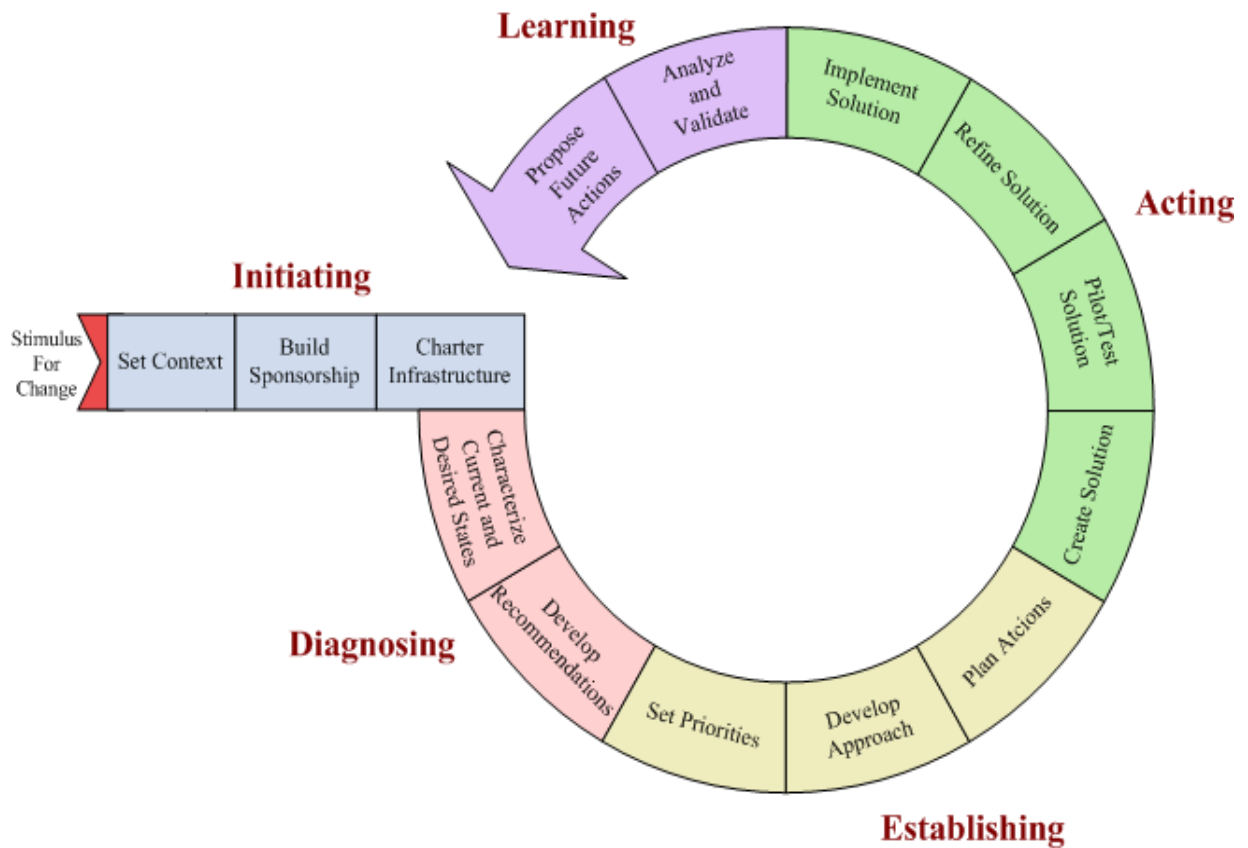 Learning
Analyze
and
Validate
Propose
Future
Actions
Implement
Solution
Refine Solution
Acting
Pilot/Test
Solution
Create Solution
Initiating
Stimulus
For
Change
Set Context
Build
Sponsorship
Charter
Infrastructure
Characterize
Current and
Desired States
Diagnosing
Develop
Recommendations
Set Priorities
Develop
Approach
Plan Atcions
Establishing